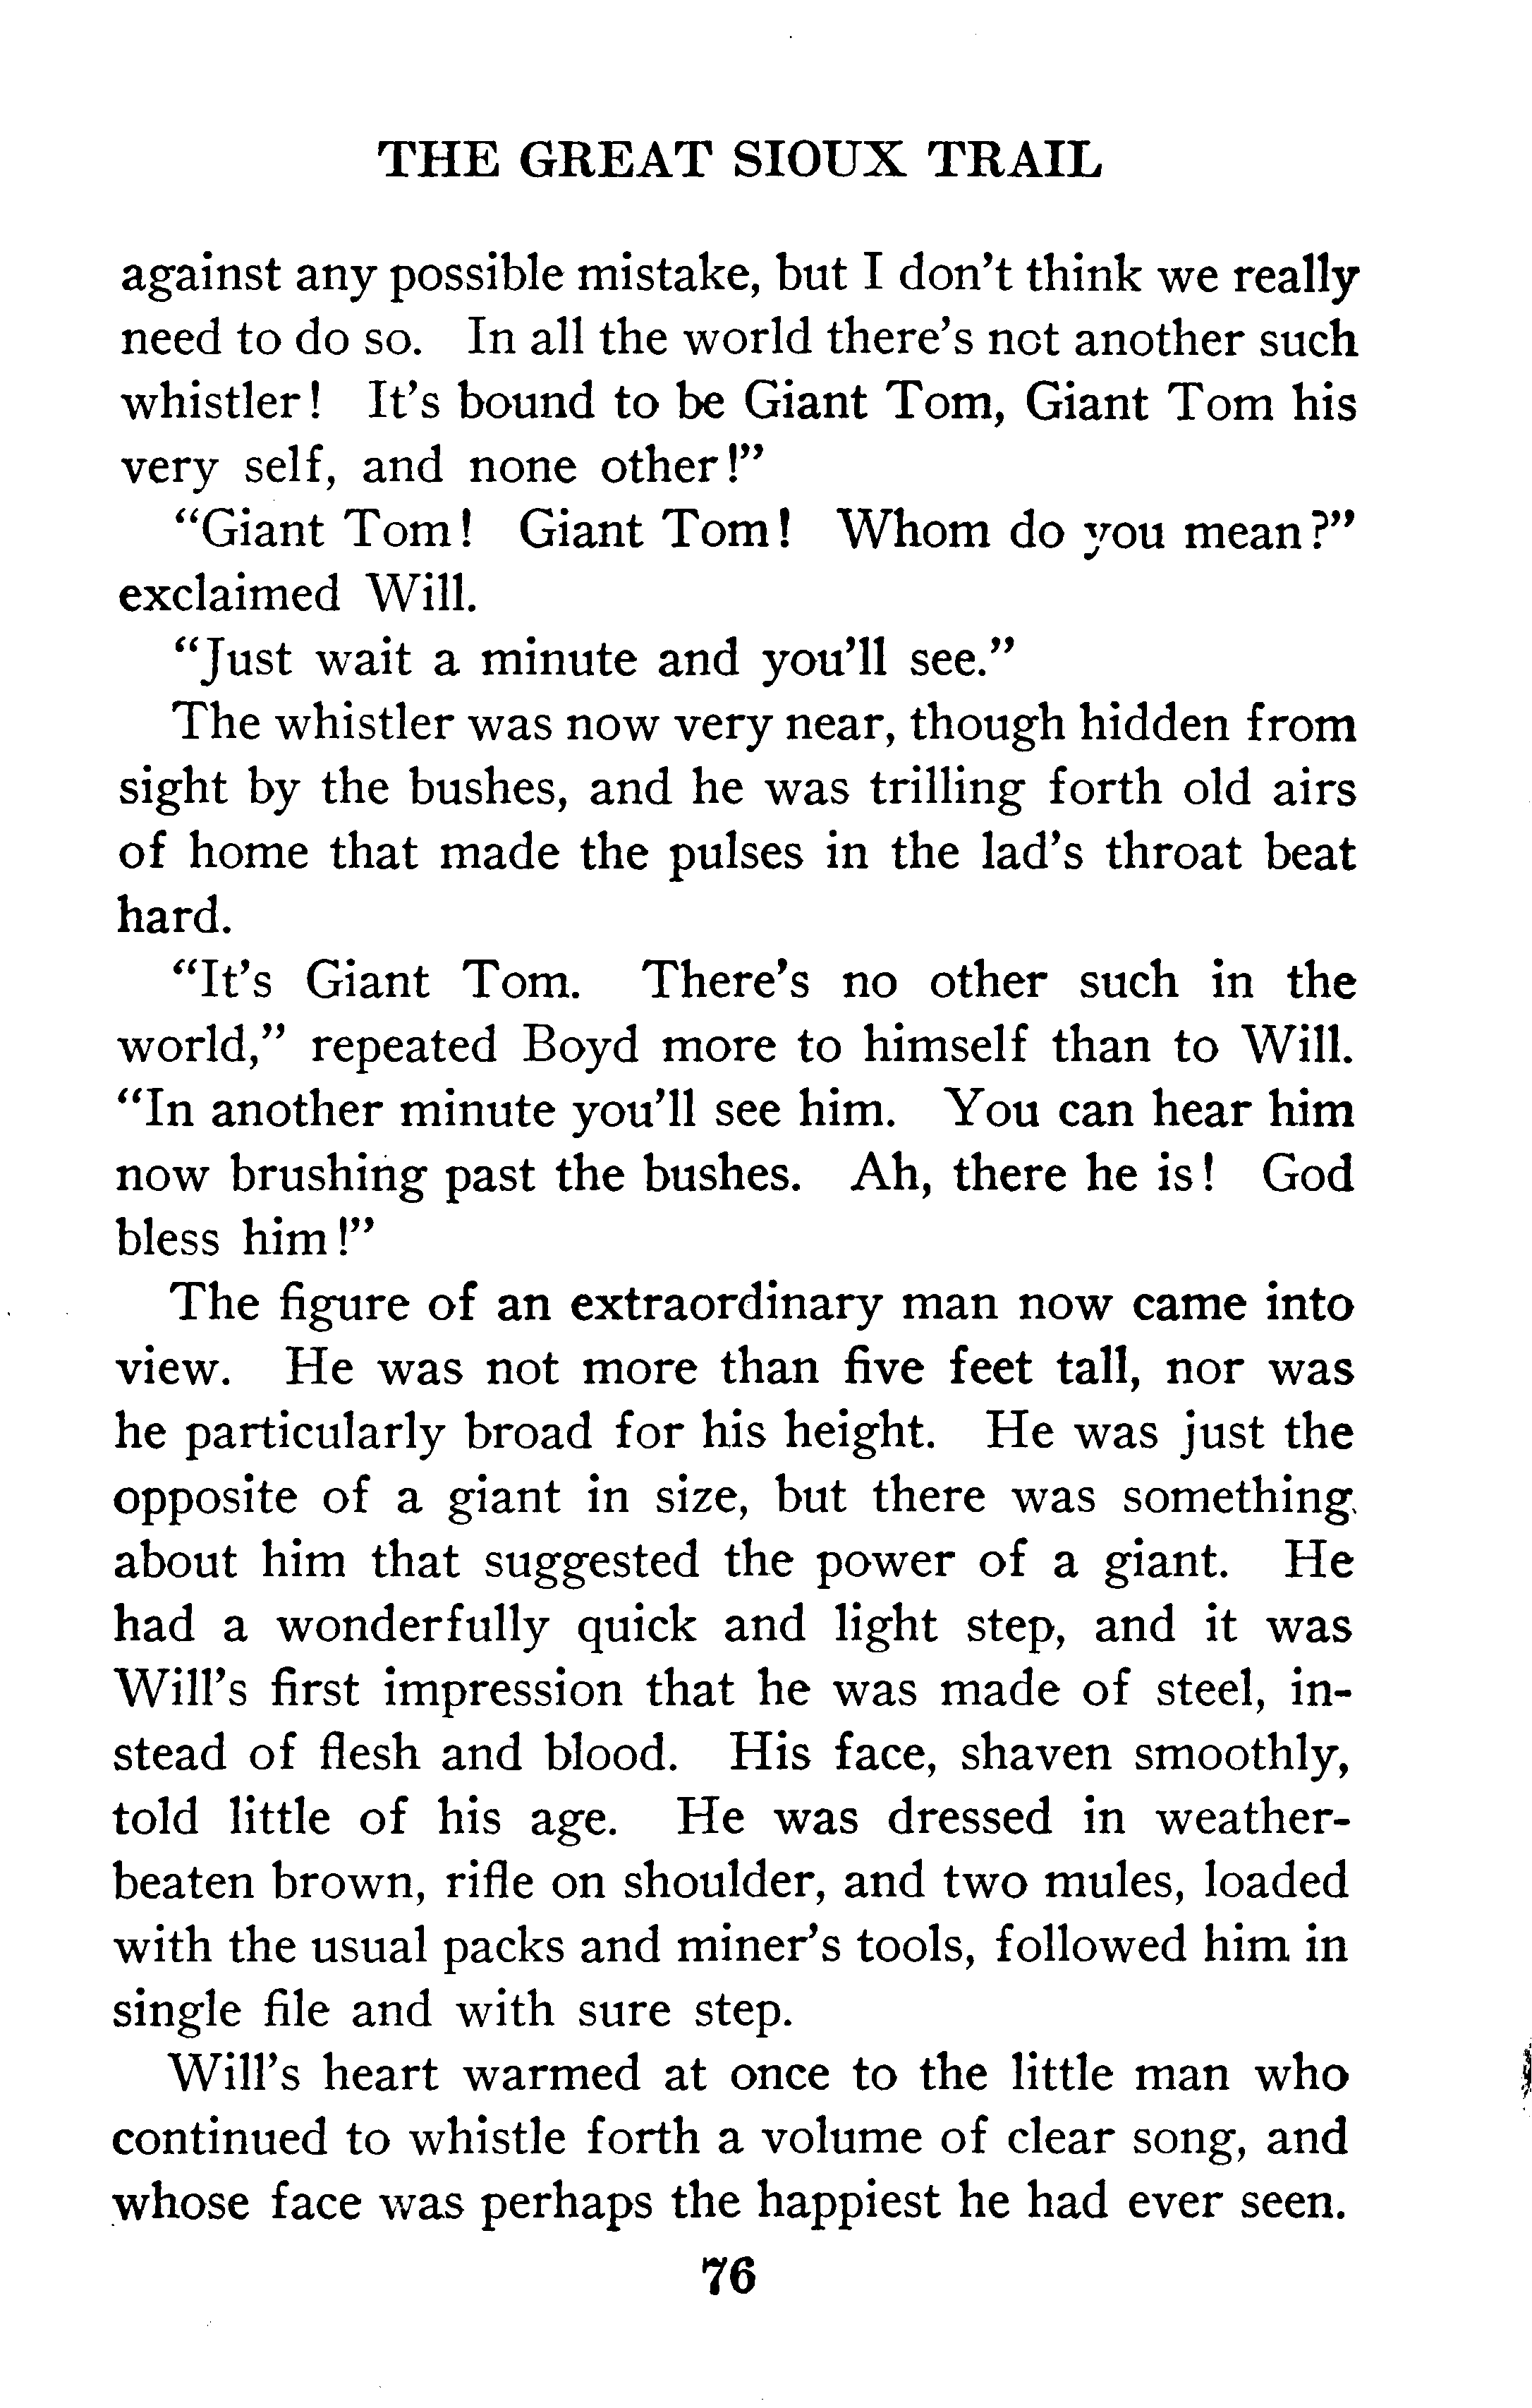 THE GREAT SIOUX TRAIL
against any possible mistake, but I don't think we really
need to do so. In all the world there's not another such
whistler! It's bound to be Giant Tom, Giant Tom his
very self, and none other!"
"Giant Tom! Giant Tom! Whom do you mean?"
exclaimed Will.
"Just wait a minute and you'll see."
The whistler was now very near, though hidden from
sight by the bushes, and he was trilling forth old airs
of home that made the pulses in the lad's throat beat
hard.
"It's Giant Tom. There's no other such in the
world," repeated Boyd more to himself than to Will.
"In another minute you'll see him. You can hear him
now brushing past the bushes. Ah, there he is! God
bless him!"
The figure of an extraordinary man now came into
view. He was not more than five feet tall, nor was
he particularly broad for his height. He was just the
opposite of a giant in size, but there was something
about him that suggested the power of a giant. He
had a wonderfully quick and light step, and it was
Will's first impression that he was made of steel, in-
stead of flesh and blood. His face, shaven smoothly,
told little of his age. He was dressed in weather-
beaten brown, rifle on shoulder, and two mules, loaded
with the usual packs and miner's tools, followed him in
single file and with sure step.
Will's heart warmed at once to the little man who
continued to whistle forth a volume of clear song, and
whose face was perhaps the happiest he had ever seen.
76